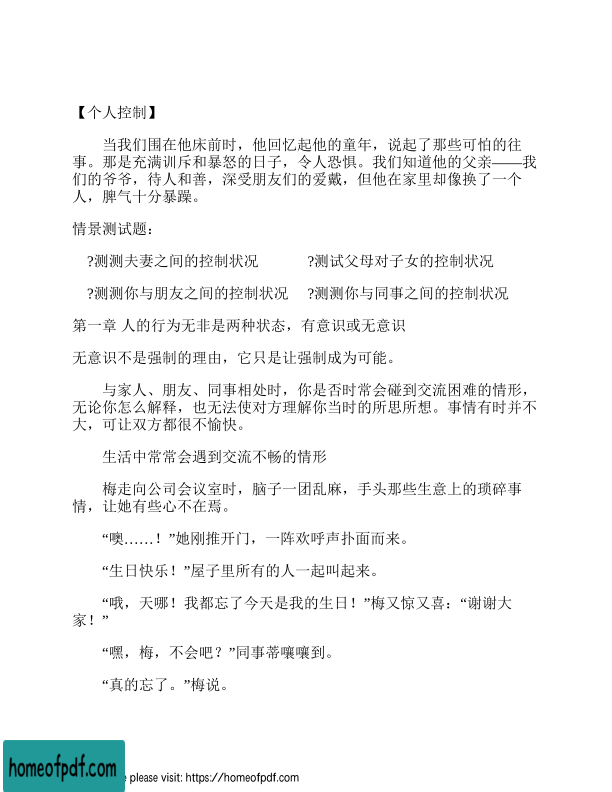 【个人控制】
当我们围在他床前时，他回忆起他的童年，说起了那些可怕的往
事。那是充满训斥和暴怒的日子，令人恐惧。我们知道他的父亲——我
们的爷爷，待人和善，深受朋友们的爱戴，但他在家里却像换了一个
人，脾气十分暴躁。
情景测试题：
?测测夫妻之间的控制状况 ?测试父母对子女的控制状况
?测测你与朋友之间的控制状况 ?测测你与同事之间的控制状况
第一章 人的行为无非是两种状态，有意识或无意识
无意识不是强制的理由，它只是让强制成为可能。
与家人、朋友、同事相处时，你是否时常会碰到交流困难的情形，
无论你怎么解释，也无法使对方理解你当时的所思所想。事情有时并不
大，可让双方都很不愉快。
生活中常常会遇到交流不畅的情形
梅走向公司会议室时，脑子一团乱麻，手头那些生意上的琐碎事
情，让她有些心不在焉。
“噢……！”她刚推开门，一阵欢呼声扑面而来。
“生日快乐！”屋子里所有的人一起叫起来。
“哦，天哪！我都忘了今天是我的生日！”梅又惊又喜：“谢谢大
家！”
“嘿，梅，不会吧？”同事蒂嚷嚷到。
“真的忘了。”梅说。
homeofpdf.com
e please visit: https://homeofpdf.com